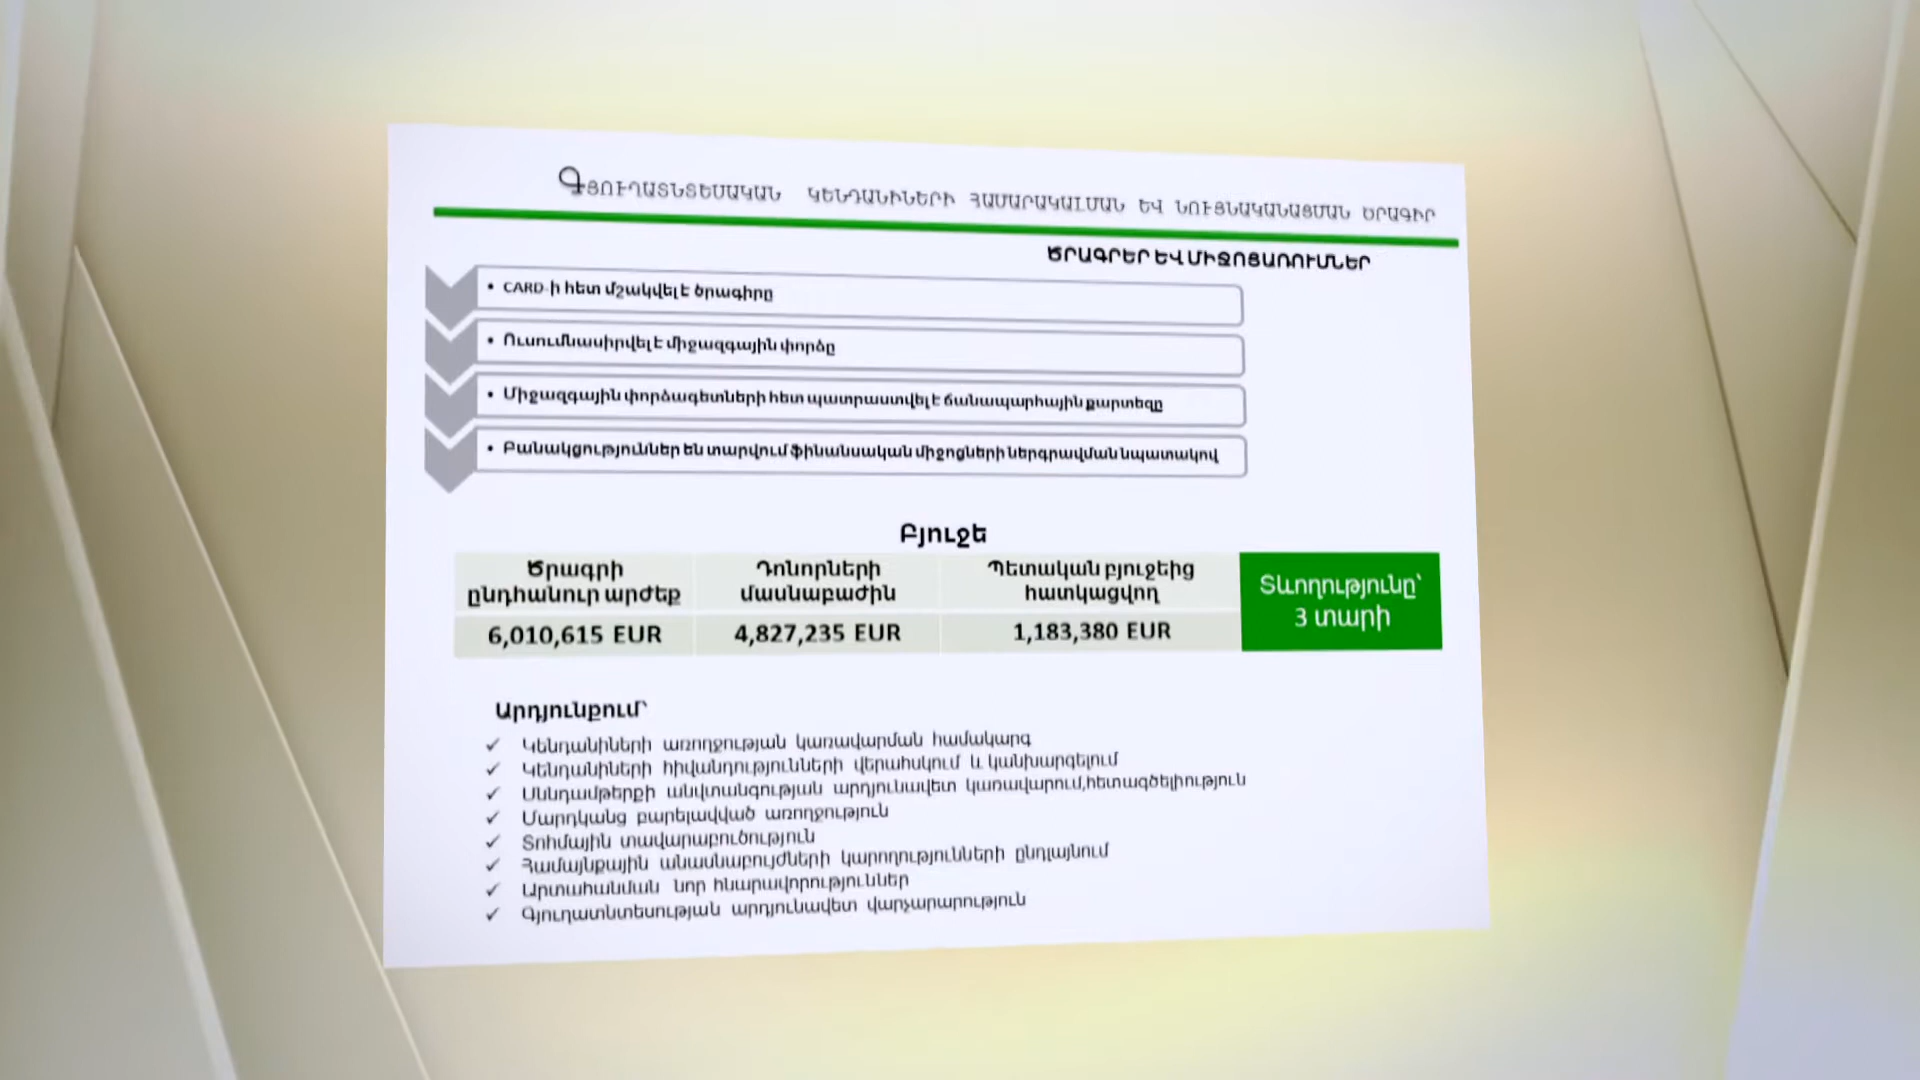 ԳՅՈՒՂԱՏՆՏԵՍԱԿԱՆ ԿԵՆԴԱՆԻՆԵՐԻ ՀԱՄԱՐԱԿԱԼՄԱՆ ԵՎ ՆՈՒՅՆԱԿԱՆԱՑՄԱՆ ԾՐԱԳԻՐ
ԾՐԱԳՐԵՐ ԵՎ ՄԻՋՈՑԱՌՈՒՄՆԵՐ
• CARD-ի հետ մշակվել է ծրագիրը
• Ուսումնասիրվել է միջազգային փորձը
• Միջազգային փորձագետների հետ պատրաստվել է ճանապարհային քարտեզը
• Բանակցություններ են տարվում ֆինանսական միջոցների ներգրավման նպատակով
Բյուջե
Ծրագրի ընդհանուր արժեք
Դոնորների մասնաբաժին
Պետական բյուջեից հատկացվող
Տևողությունը՝
3 տարի
6,010,615 EUR
4,827,235 EUR
1,183,380 EUR
Արդյունքում՝
✓ Կենդանիների առողջության կառավարման համակարգ
✓ Կենդանիների հիվանդությունների վերահսկում և կանխարգելում
✓ Սննդամթերքի անվտանգության արդյունավետ կառավարում,հետագծելիություն
✓ Մարդկանց բարելավված առողջություն
✓ Տոհմային տավարաբուծություն
✓ Համայնքային անասնաբույժների կարողությունների ընդլայնում
✓ Արտահանման նոր հնարավորություններ
✓ Գյուղատնտեսության արդյունավետ վարչարարություն